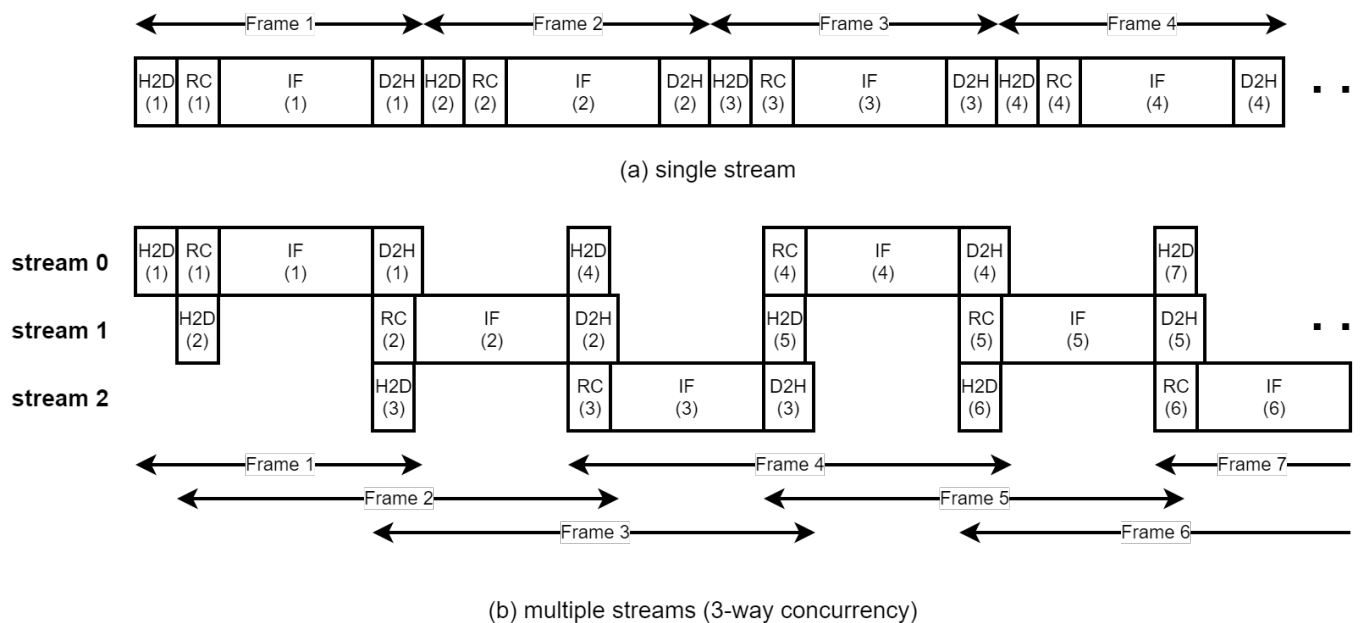 Frame 1 Frame 2 Frame 3 Frame 4
H2D RC IF D2H H2D RC IF D2H H2D RC IF D2H H2D RC IF D2H
(1) (1) (1) (1) (2) (2) (2) (2) (3) (3) (3) (3) (4) (4) (4) (4)
(a) single stream
stream 0
H2D RC IF D2H H2D RC IF D2H H2D
(1) (1) (1) (1) (4) (4) (4) (4) (7)
stream 1
H2D RC IF D2H H2D RC IF D2H
(2) (2) (2) (2) (5) (5) (5) (5)
stream 2
H2D RC IF D2H H2D RC IF
(3) (3) (3) (3) (6) (6) (6)
Frame 1 Frame 4 Frame 7
Frame 2 Frame 5
Frame 3 Frame 6
(b) multiple streams (3-way concurrency)